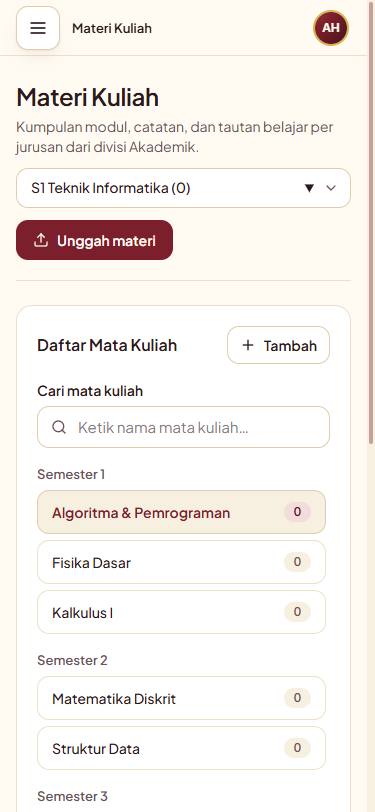 Materi Kuliah
AH
Materi Kuliah
Kumpulan modul, catatan, dan tautan belajar per
jurusan dari divisi Akademik.
S1 Teknik Informatika (0)
Unggah materi
Daftar Mata Kuliah
Tambah
Cari mata kuliah
Ketik nama mata kuliah...
Semester 1
Algoritma & Pemrograman 0
Fisika Dasar 0
Kalkulus I 0
Semester 2
Matematika Diskrit 0
Struktur Data 0
Semester 3